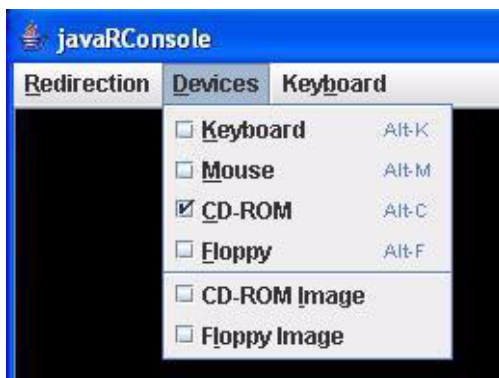 javaRConsole
Redirection Devices Keyboard
Keyboard Alt-K
Mouse Alt-M
CD-ROM Alt-C
Floppy Alt-F
CD-ROM Image
Floppy Image